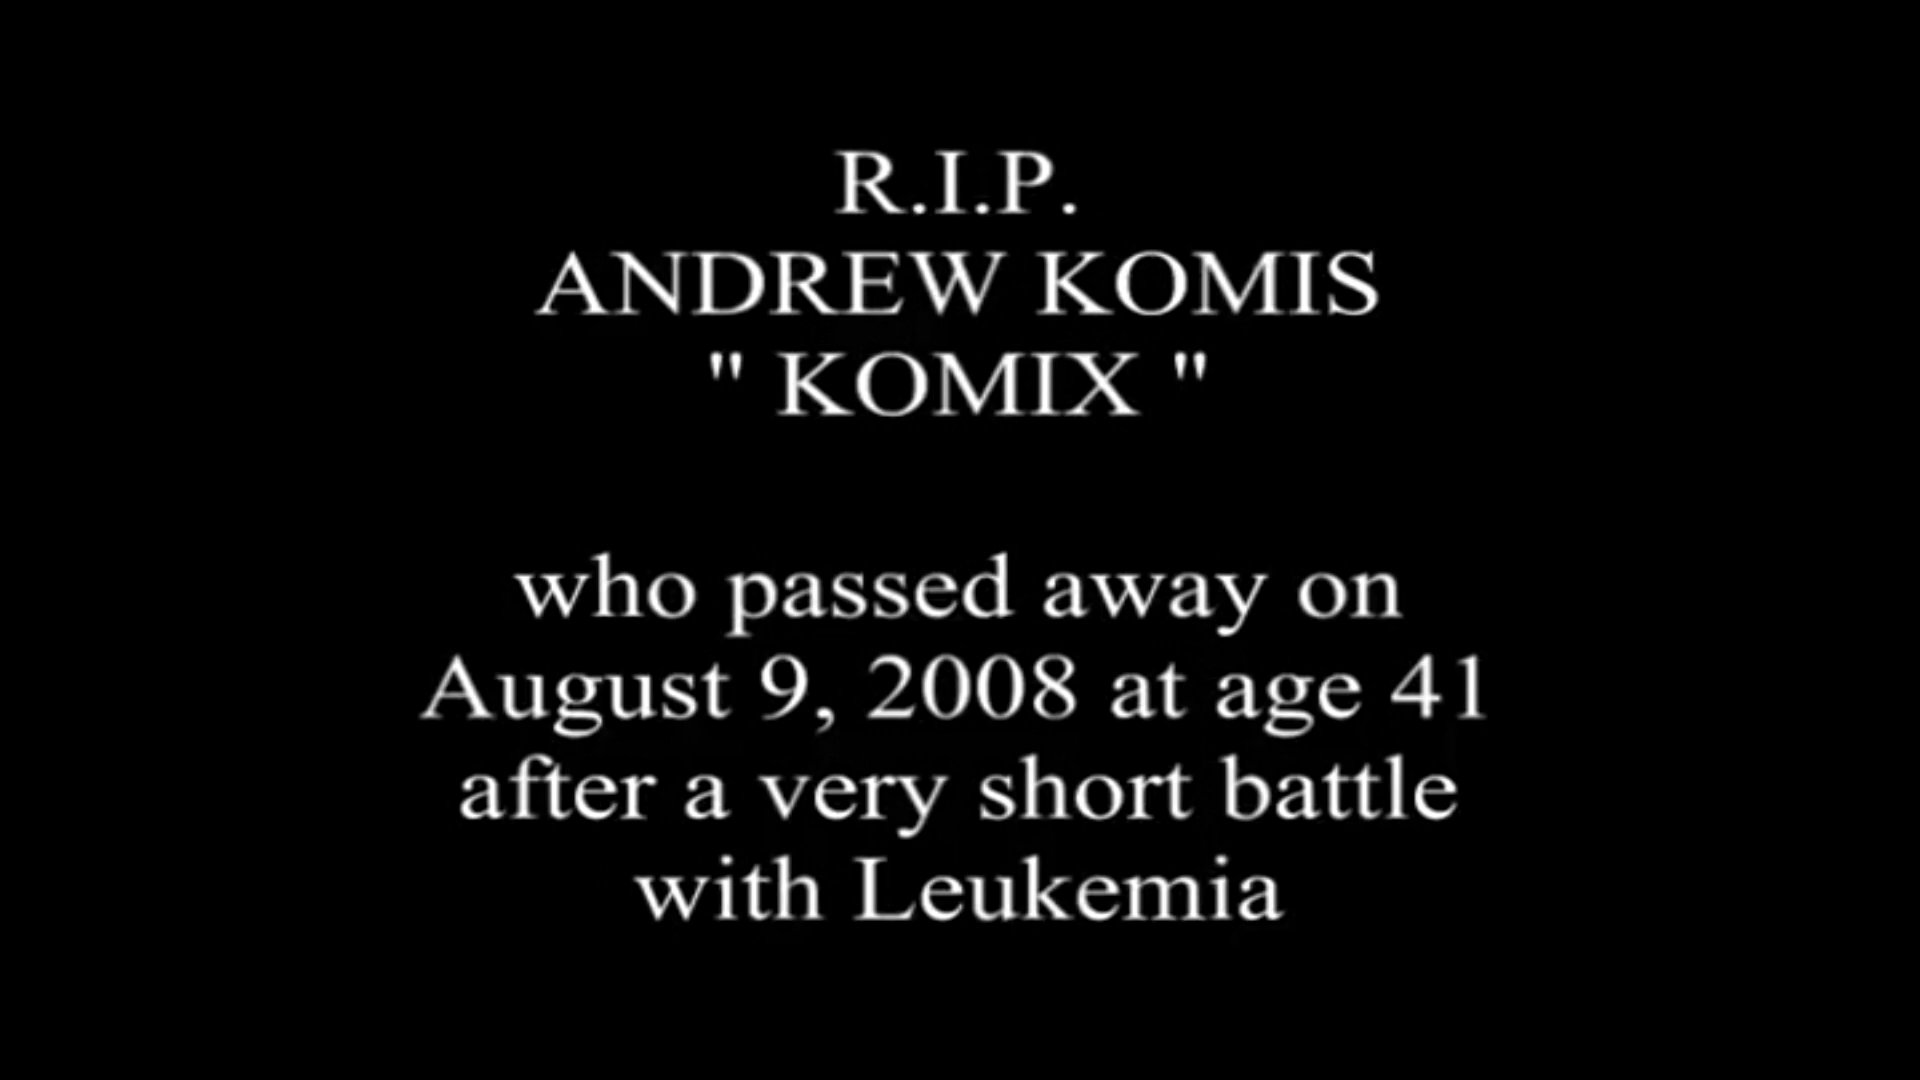 R.I.P.
ANDREW KOMIS
" KOMIX "
who passed away on
August 9, 2008 at age 41
after a very short battle
with Leukemia